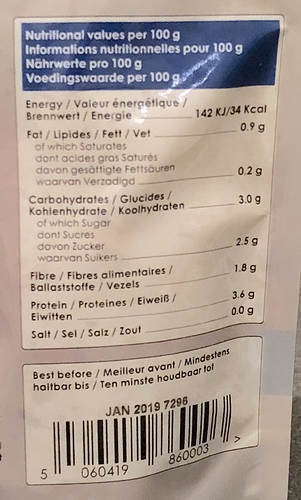 Nutritional values per 100 g
Informations nutritionnelles pour 100 g
Nährwerte pro 100 g
Voedingswaarde per 100 g
Energy / Valeur énergétique /
Brennwert / Energie 142 KJ/34 Kcal
Fat / Lipides / Fett / Vet 0.9 g
of which Saturates
dont acides gras Saturés
davon gesättigte Fettsäuren
waarvan Verzadigd 0.2 g
Carbohydrates / Glucides /
Kohlenhydrate / Koolhydraten 3.0 g
of which Sugar
dont Sucres
davon Zucker
waarvan Suikers 2.5 g
Fibre / Fibres alimentaires /
Ballaststoffe / Vezels 1.8 g
Protein / Proteines / Eiweiß /
Eiwitten 3.6 g
Salt / Sel / Salz / Zout 0.0 g
Best before / Meilleur avant / Mindestens
haltbar bis / Ten minste houdbaar tot
JAN 2019 7296
5 060419 860003 >